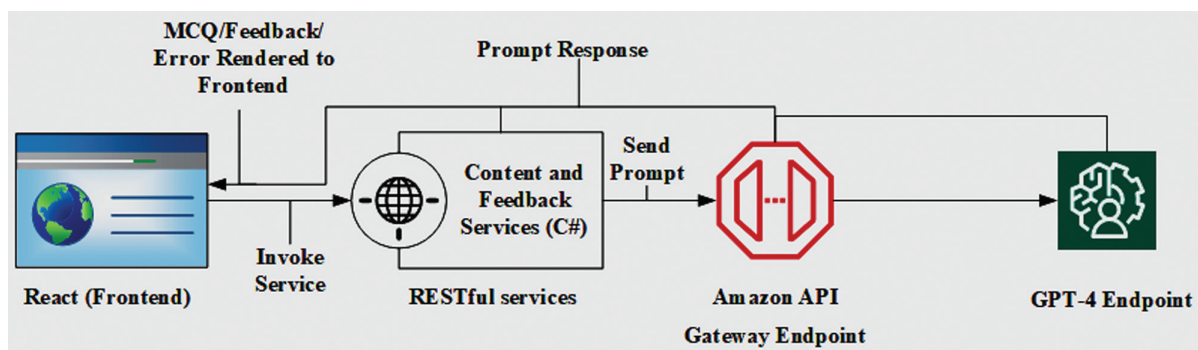 MCQ/Feedback/
Error Rendered to
Frontend
Prompt Response
Content and
Feedback
Services (C#)
Send
Prompt
Invoke
Service
React (Frontend)
RESTful services
Amazon API
Gateway Endpoint
GPT-4 Endpoint